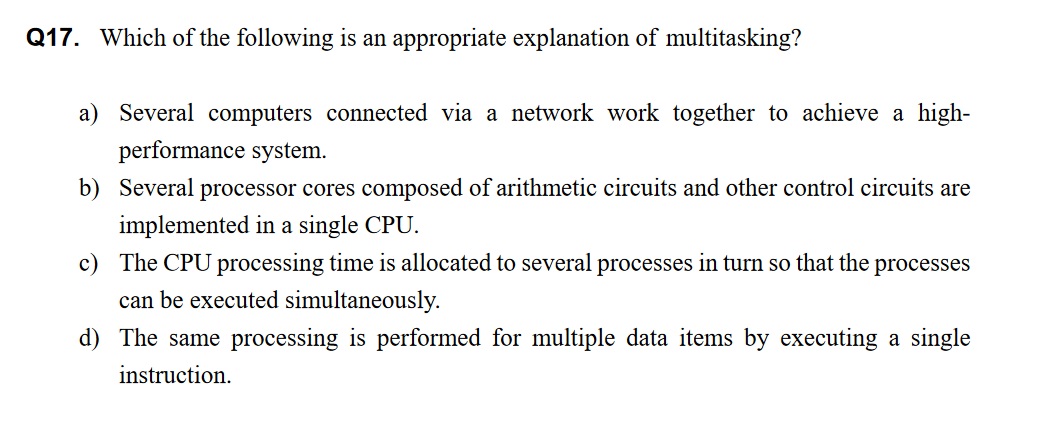 Q17. Which of the following is an appropriate explanation of multitasking?
a) Several computers connected via a network work together to achieve a high-
performance system.
b) Several processor cores composed of arithmetic circuits and other control circuits are
implemented in a single CPU.
c) The CPU processing time is allocated to several processes in turn so that the processes
can be executed simultaneously.
d) The same processing is performed for multiple data items by executing a single
instruction.